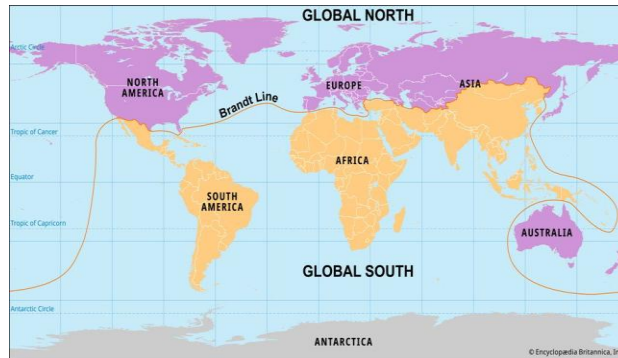 GLOBAL NORTH
Arctic Circle
NORTH
AMERICA
EUROPE
ASIA
Brandt Line
Tropic of Cancer
AFRICA
Equator
SOUTH
AMERICA
Tropic of Capricorn
AUSTRALIA
GLOBAL SOUTH
Antarctic Circle
ANTARCTICA
© Encyclopædia Britannica, In